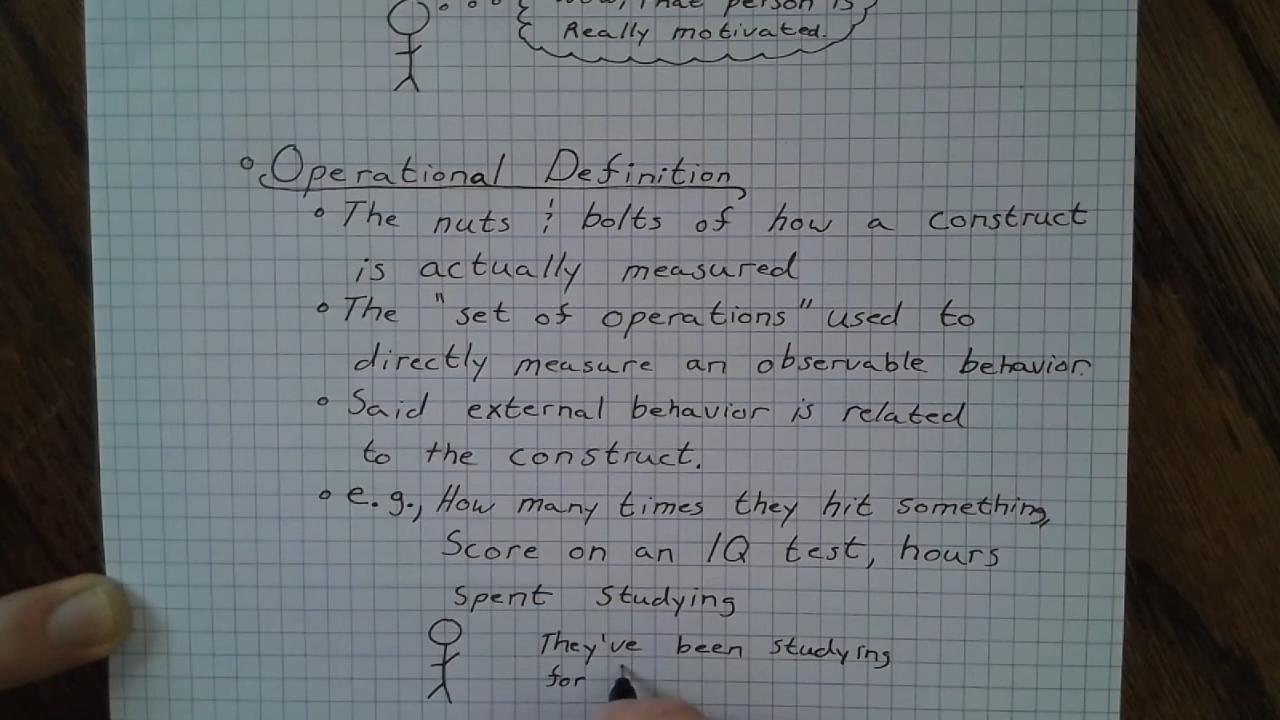 person is
Really motivated.
Operational Definition
The nuts & bolts of how a construct
is actually measured
The "set of operations" used to
directly measure an observable behavior.
Said external behavior is related
to the construct.
e.g., How many times they hit something,
Score on an IQ test, hours
spent studying
They've been studying
for